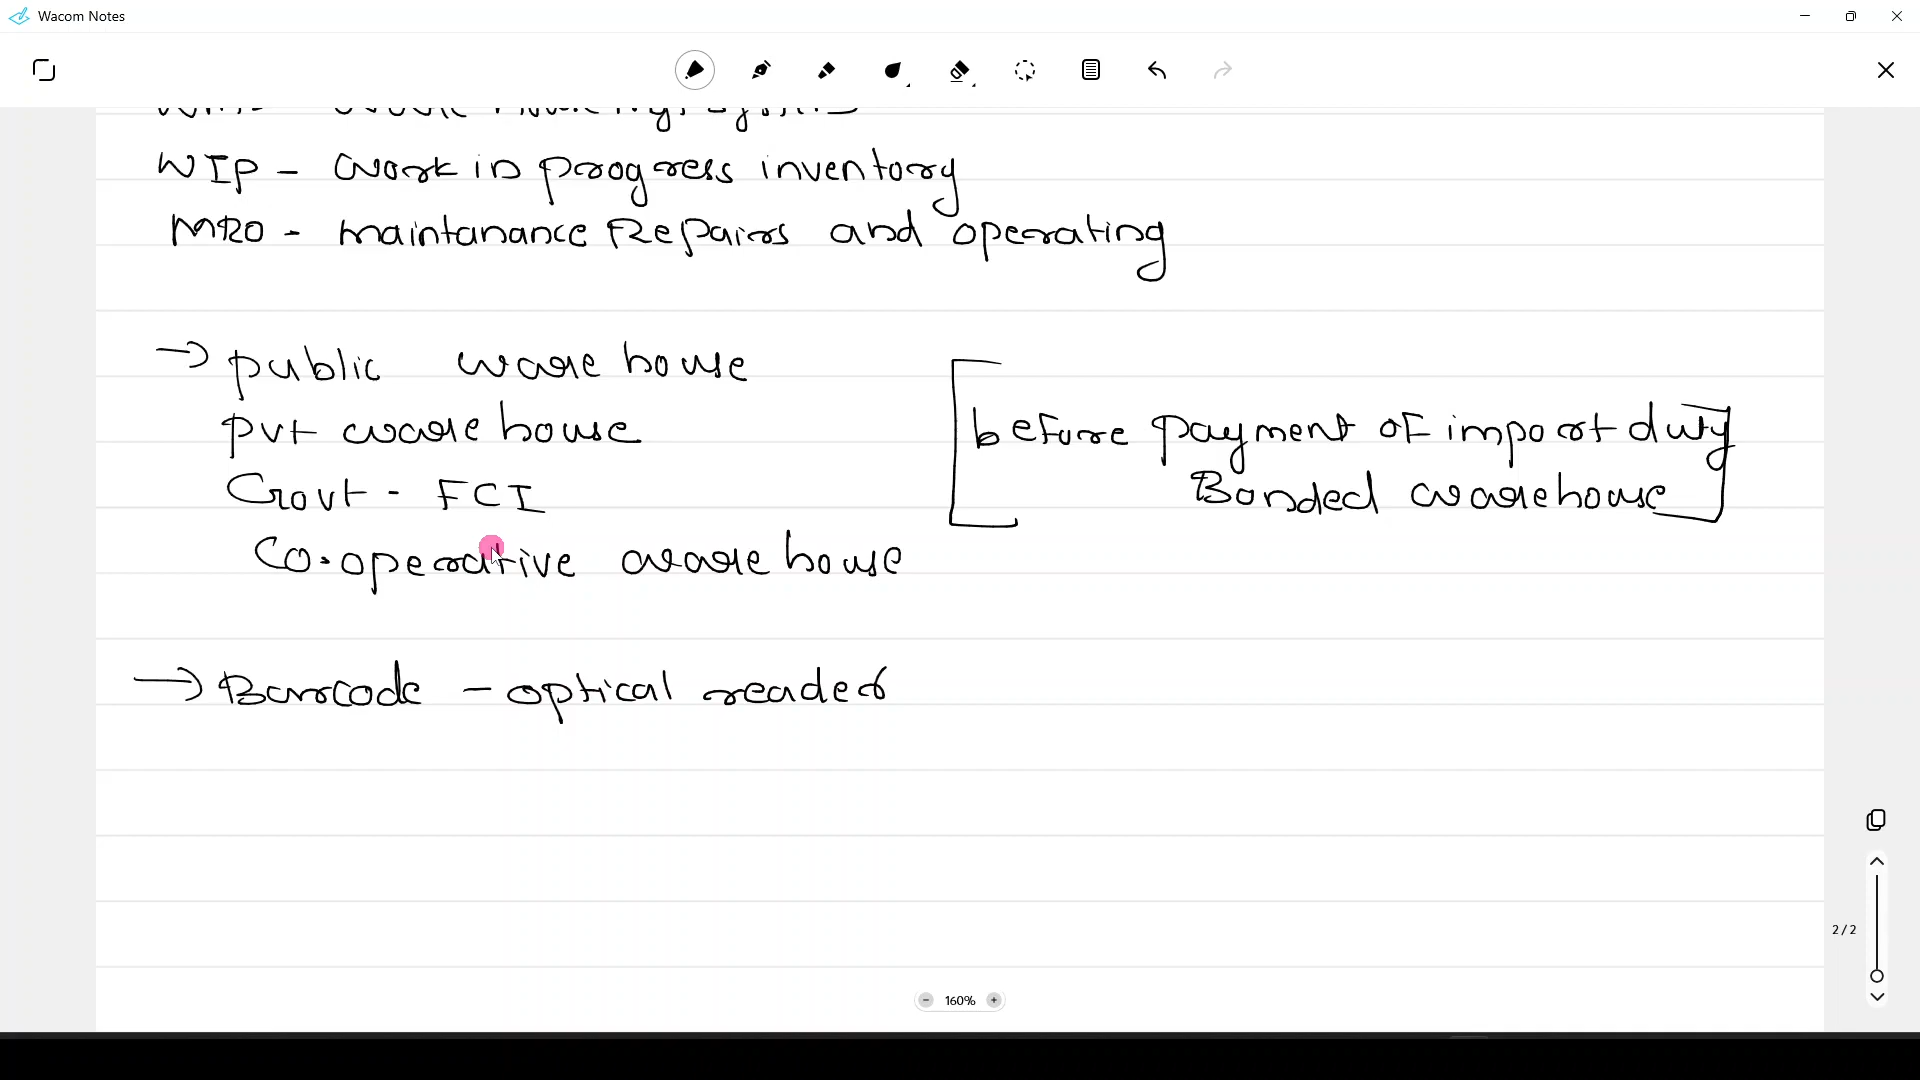 Wacom Notes
WIP - Work in progress inventory
MRO - maintanance Repairs and operating
→ public ware house
pvt ware house
Govt - FCI
Co-operative ware house
[before payment of import duty
Bonded warehouse]
→ Barcode - optical reader
2 / 2
160%